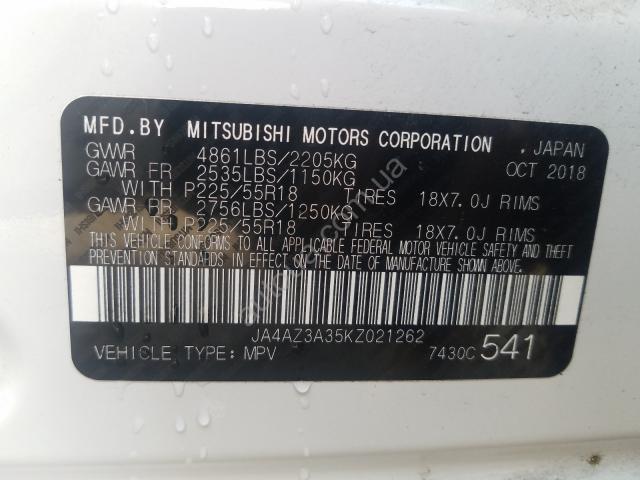 MFD.BY MITSUBISHI MOTORS CORPORATION . JAPAN
GVWR 4861LBS/2205KG OCT 2018
GAWR FR 2535LBS/1150KG
WITH P225/55R18 TIRES 18X7.0J RIMS
GAWR RR 2756LBS/1250KG
WITH P225/55R18 TIRES 18X7.0J RIMS
THIS VEHICLE CONFORMS TO ALL APPLICABLE FEDERAL MOTOR VEHICLE SAFETY AND THEFT
PREVENTION STANDARDS IN EFFECT ON THE DATE OF MANUFACTURE SHOWN ABOVE.
JA4AZ3A35KZ021262
VEHICLE TYPE: MPV 7430C 541